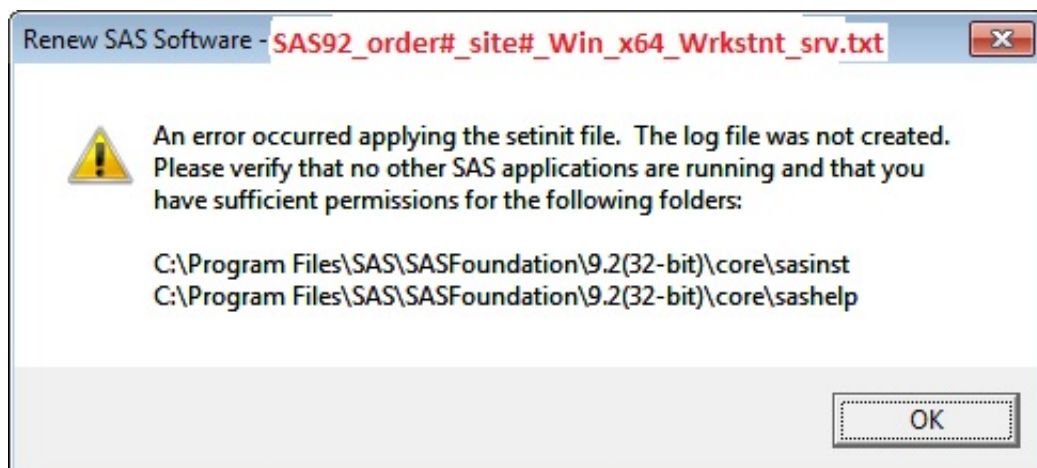 Renew SAS Software - SAS92_order#_site#_Win_x64_Wrkstnt_srv.txt
An error occurred applying the setinit file.  The log file was not created.
Please verify that no other SAS applications are running and that you
have sufficient permissions for the following folders:
C:\Program Files\SAS\SASFoundation\9.2(32-bit)\core\sasinst
C:\Program Files\SAS\SASFoundation\9.2(32-bit)\core\sashelp
OK